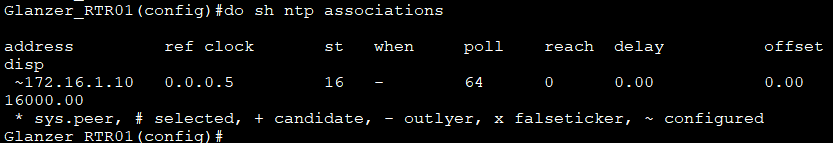 Glanzer_RTR01(config)#do sh ntp associations
address ref clock st when poll reach delay offset
disp
~172.16.1.10 0.0.0.5 16 - 64 0 0.00 0.00
16000.00
* sys.peer, # selected, + candidate, - outlyer, x falseticker, ~ configured
Glanzer_RTR01(config)#